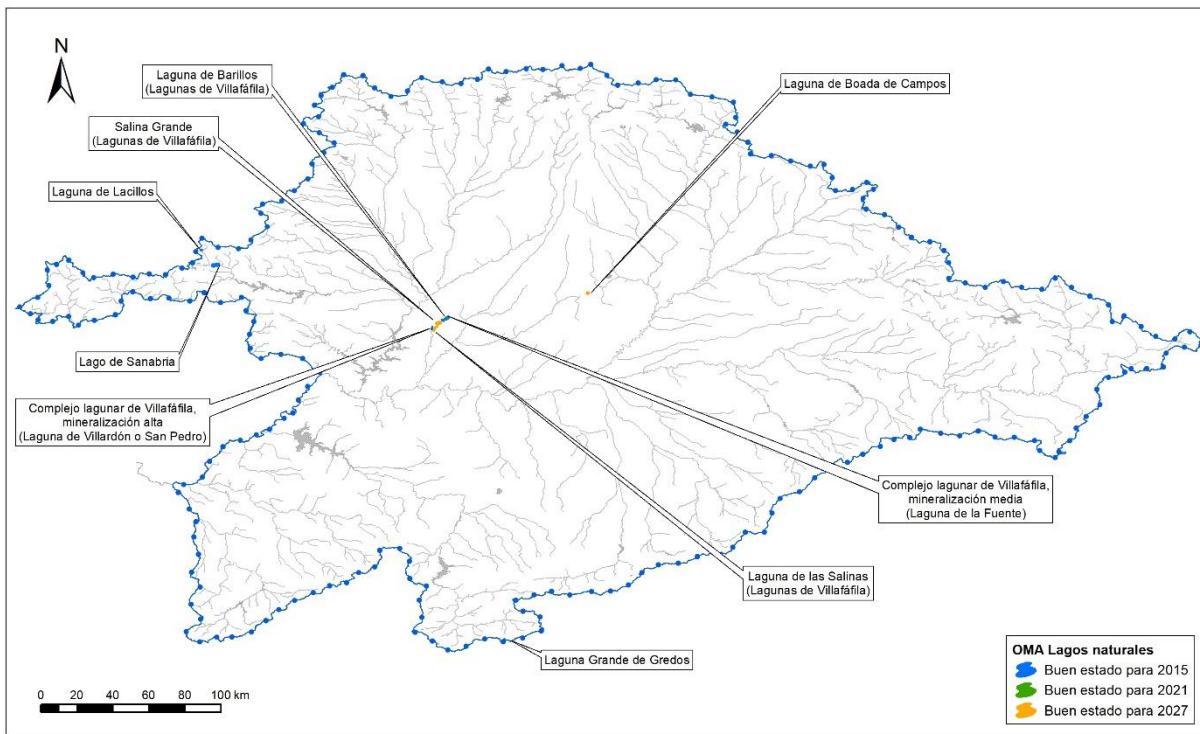 N
Laguna de Barillos
(Lagunas de Villafáfila)
Laguna de Boada de Campos
Salina Grande
(Lagunas de Villafáfila)
Laguna de Lacillos
Lago de Sanabria
Complejo lagunar de Villafáfila,
mineralización alta
(Laguna de Villardón o San Pedro)
Complejo lagunar de Villafáfila,
mineralización media
(Laguna de la Fuente)
Laguna de las Salinas
(Lagunas de Villafáfila)
Laguna Grande de Gredos
OMA Lagos naturales
Buen estado para 2015
Buen estado para 2021
Buen estado para 2027
0 20 40 60 80 100 km